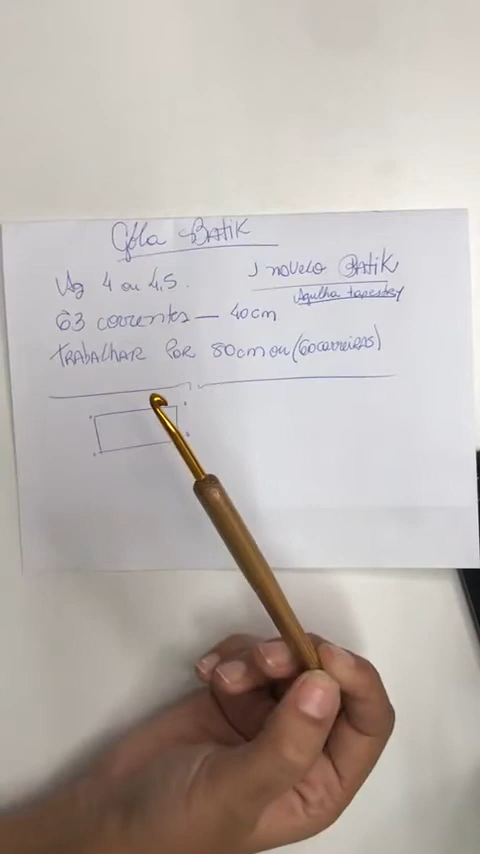 Gola Batik
Ag 4 ou 4,5.
1 novelo Batik
Agulha tapestry
63 correntes — 40cm
Trabalhar por 80cm ou (60 carreiras)